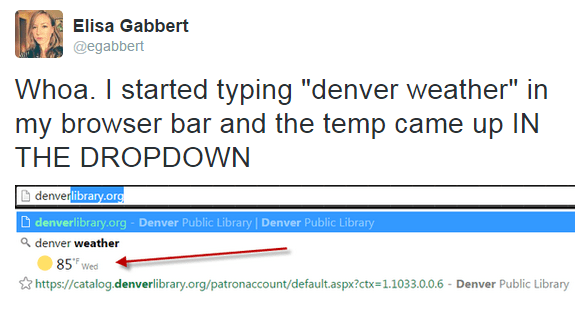 Elisa Gabbert
@egabbert
Whoa. I started typing "denver weather" in
my browser bar and the temp came up IN
THE DROPDOWN
denverlibrary.org
denverlibrary.org - Denver Public Library | Denver Public Library
denver weather
85°F Wed
https://catalog.denverlibrary.org/patronaccount/default.aspx?ctx=1.1033.0.0.6 - Denver Public Library